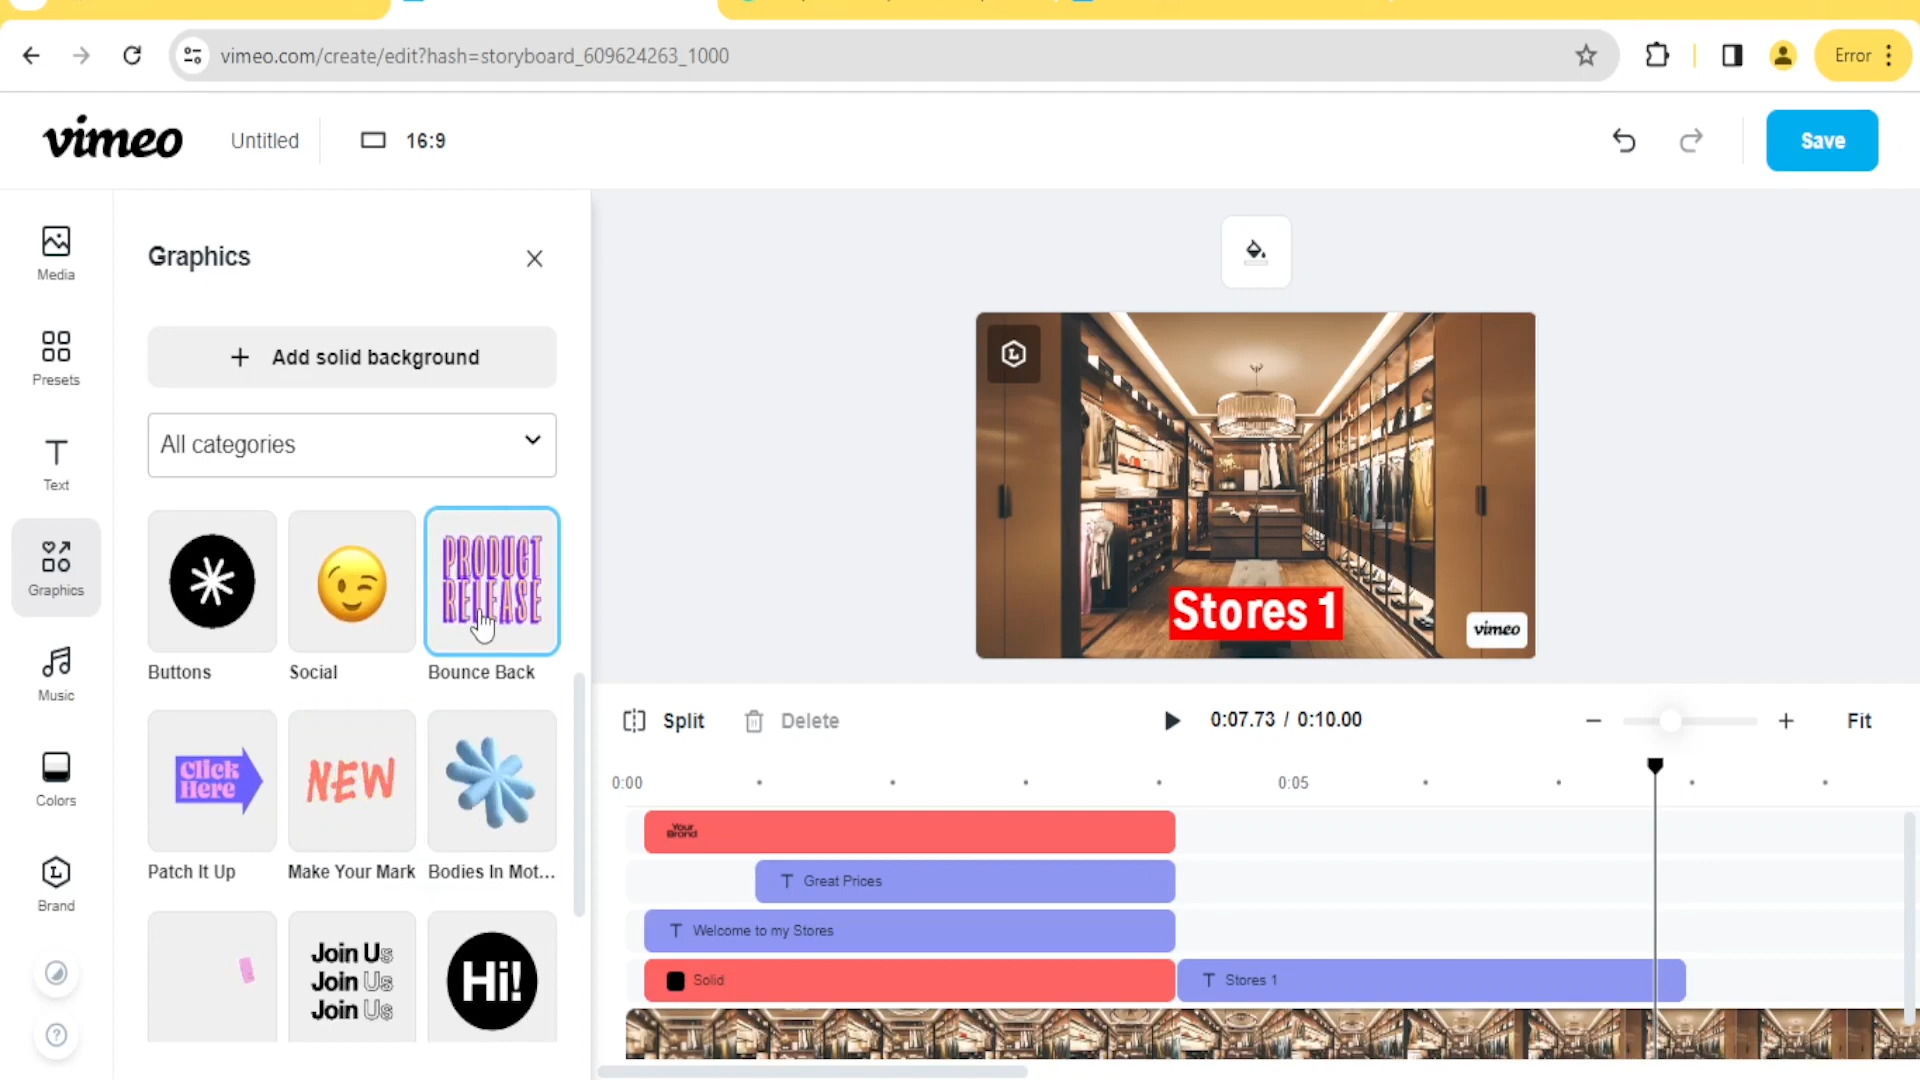 vimeo.com/create/edit?hash=storyboard_609624263_1000
Error
vimeo
Untitled
16:9
Save
Media
Presets
Text
Graphics
Music
Colors
Brand
Graphics
Add solid background
All categories
PRODUCT
RELEASE
Buttons
Social
Bounce Back
Click
Here
NEW
Patch It Up
Make Your Mark
Bodies In Mot...
Join Us
Join Us
Join Us
Hi!
Stores 1
vimeo
Split
Delete
0:07.73 / 0:10.00
Fit
0:00
0:05
Your
Brand
T Great Prices
T Welcome to my Stores
Solid
T Stores 1